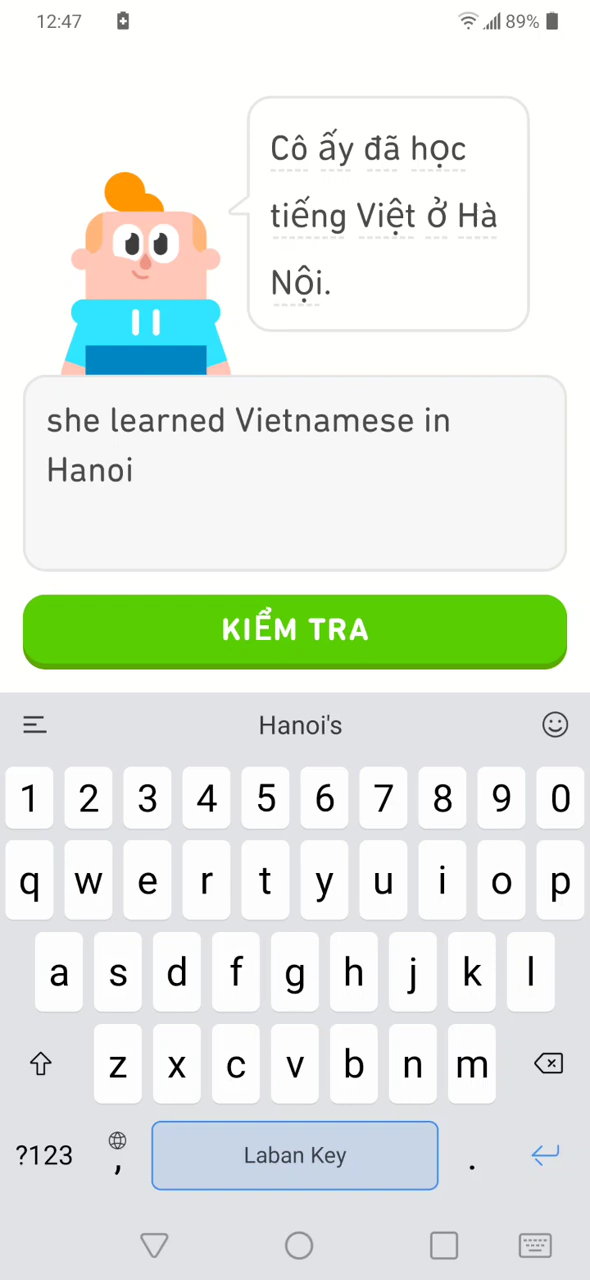 12:47
89%
Cô ấy đã học
tiếng Việt ở Hà
Nội.
she learned Vietnamese in
Hanoi
KIỂM TRA
Hanoi's
1 2 3 4 5 6 7 8 9 0
q w e r t y u i o p
a s d f g h j k l
z x c v b n m
?123 , Laban Key .